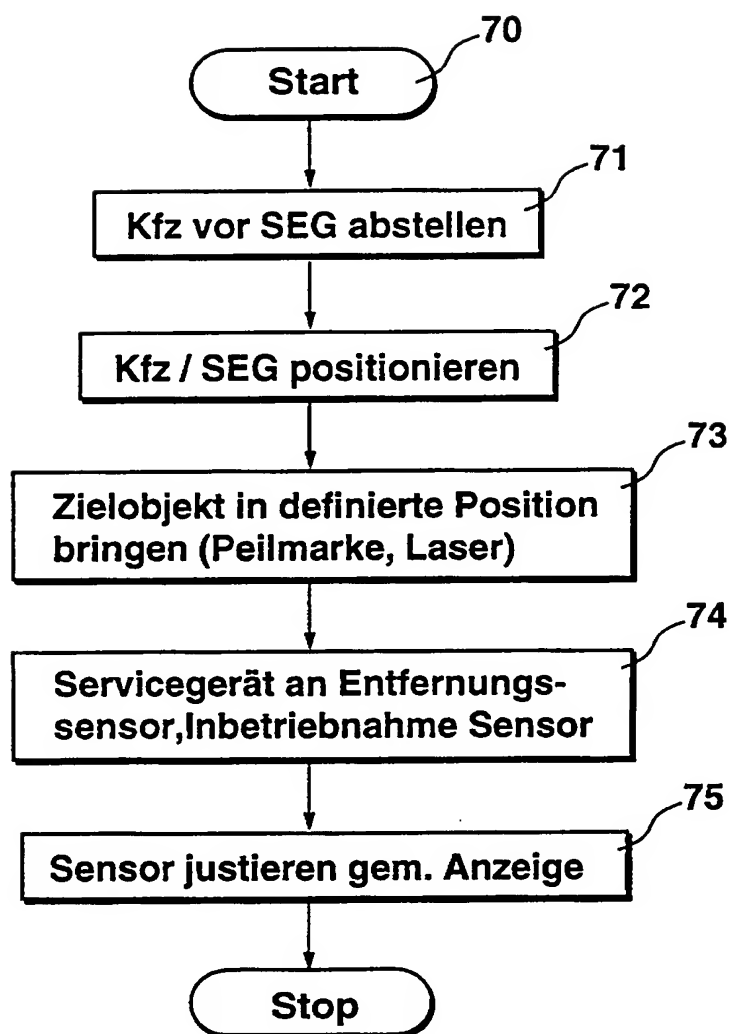 70
Start
71
Kfz vor SEG abstellen
72
Kfz / SEG positionieren
73
Zielobjekt in definierte Position
bringen (Peilmarke, Laser)
74
Servicegerät an Entfernungs-
sensor,Inbetriebnahme Sensor
75
Sensor justieren gem. Anzeige
Stop